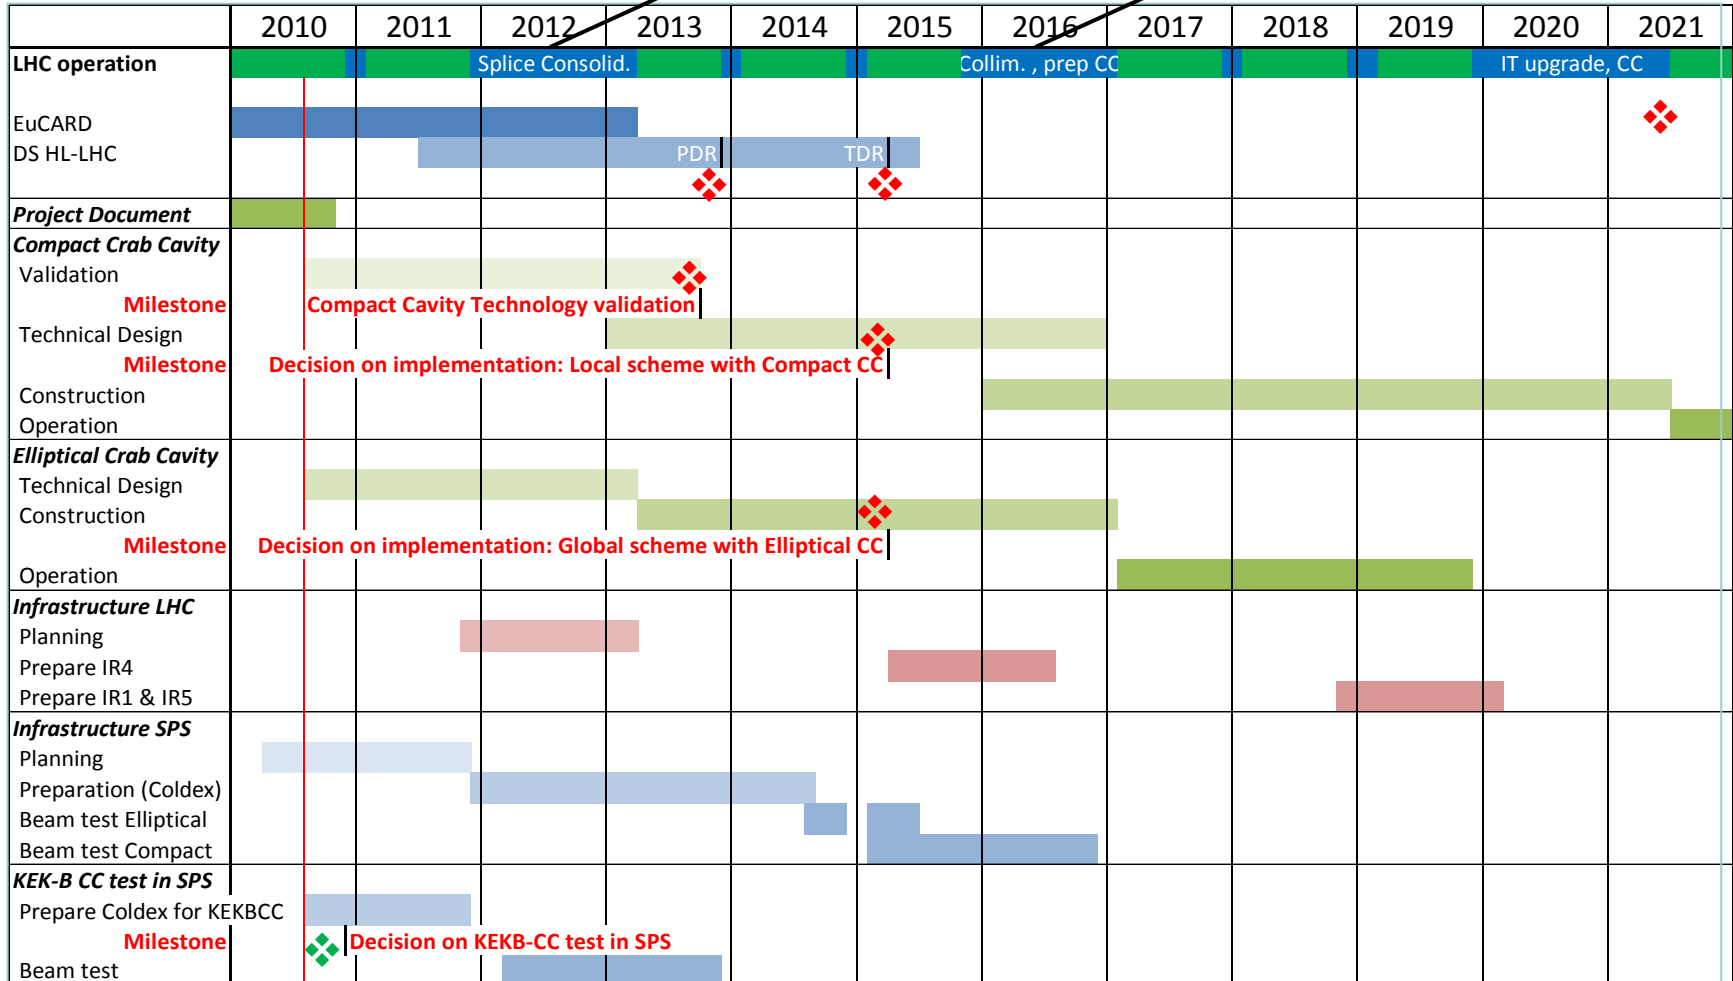 2010 2011 2012 2013 2014 2015 2016 2017 2018 2019 2020 2021
LHC operation Splice Consolid. Collim. , prep CC IT upgrade, CC
EuCARD
DS HL-LHC PDR TDR
Project Document
Compact Crab Cavity
Validation
Milestone Compact Cavity Technology validation
Technical Design
Milestone Decision on implementation: Local scheme with Compact CC
Construction
Operation
Elliptical Crab Cavity
Technical Design
Construction
Milestone Decision on implementation: Global scheme with Elliptical CC
Operation
Infrastructure LHC
Planning
Prepare IR4
Prepare IR1 & IR5
Infrastructure SPS
Planning
Preparation (Coldex)
Beam test Elliptical
Beam test Compact
KEK-B CC test in SPS
Prepare Coldex for KEKBCC
Milestone Decision on KEKB-CC test in SPS
Beam test